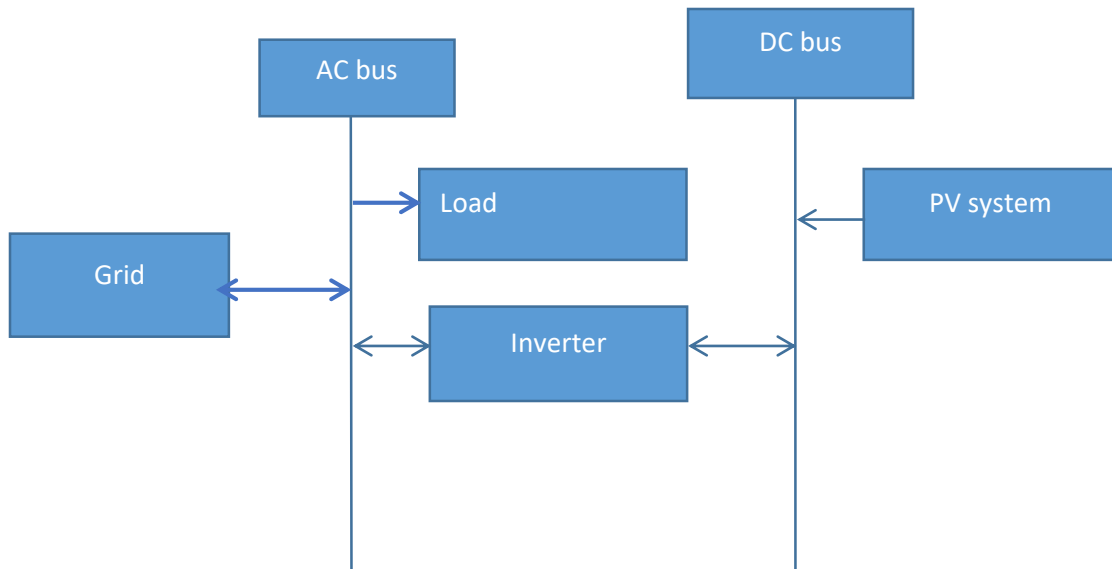 AC bus
DC bus
Load
PV system
Grid
Inverter